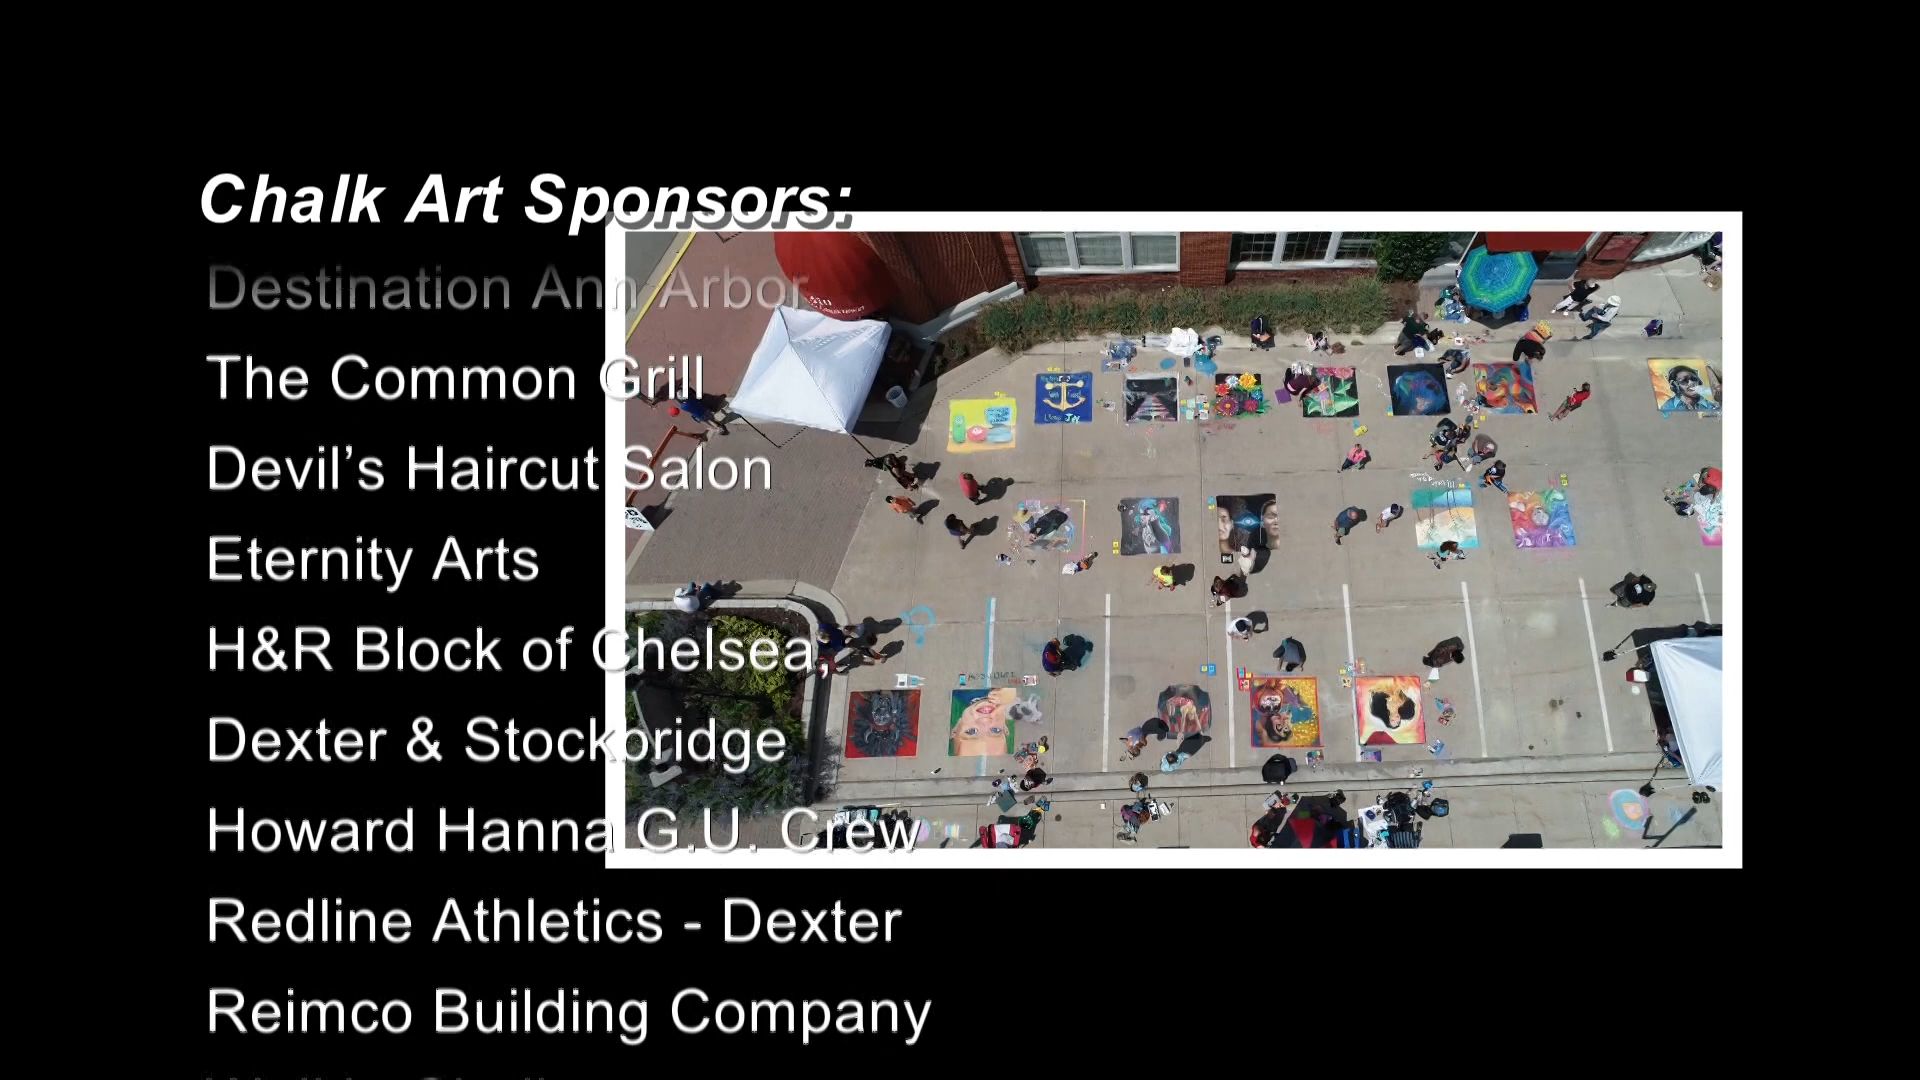 Chalk Art Sponsors:
Destination Ann Arbor
The Common Grill
Devil’s Haircut Salon
Eternity Arts
H&R Block of Chelsea,
Dexter & Stockbridge
Howard Hanna G.U. Crew
Redline Athletics - Dexter
Reimco Building Company